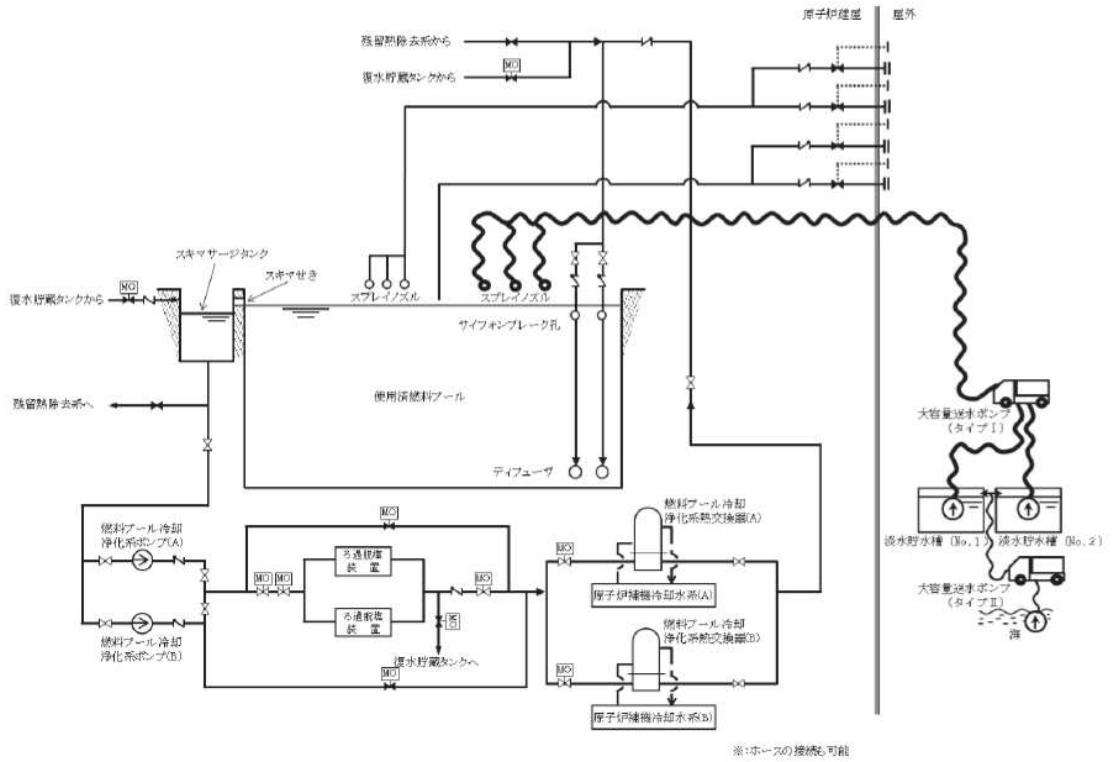 原子炉建屋
屋外
残留熱除去系から
MO
復水貯蔵タンクから
スキマサージタンク
スキマせき
MO
復水貯蔵タンクから
スプレイノズル
スプレイノズル
サイフォンブレーク孔
残留熱除去系へ
使用済燃料プール
大容量送水ポンプ
(タイプⅠ)
ディフューザ
燃料プール冷却
浄化系ポンプ(A)
MO
燃料プール冷却
浄化系熱交換器(A)
淡水貯水槽 (No.1)
淡水貯水槽 (No.2)
ろ過脱塩
装 置
MO
MO
MO
MO
原子炉補機冷却水系(A)
ろ過脱塩
装 置
MO
大容量送水ポンプ
(タイプⅡ)
海
燃料プール冷却
浄化系ポンプ(B)
復水貯蔵タンクへ
MO
燃料プール冷却
浄化系熱交換器(B)
MO
原子炉補機冷却水系(B)
※:ホースの接続も可能